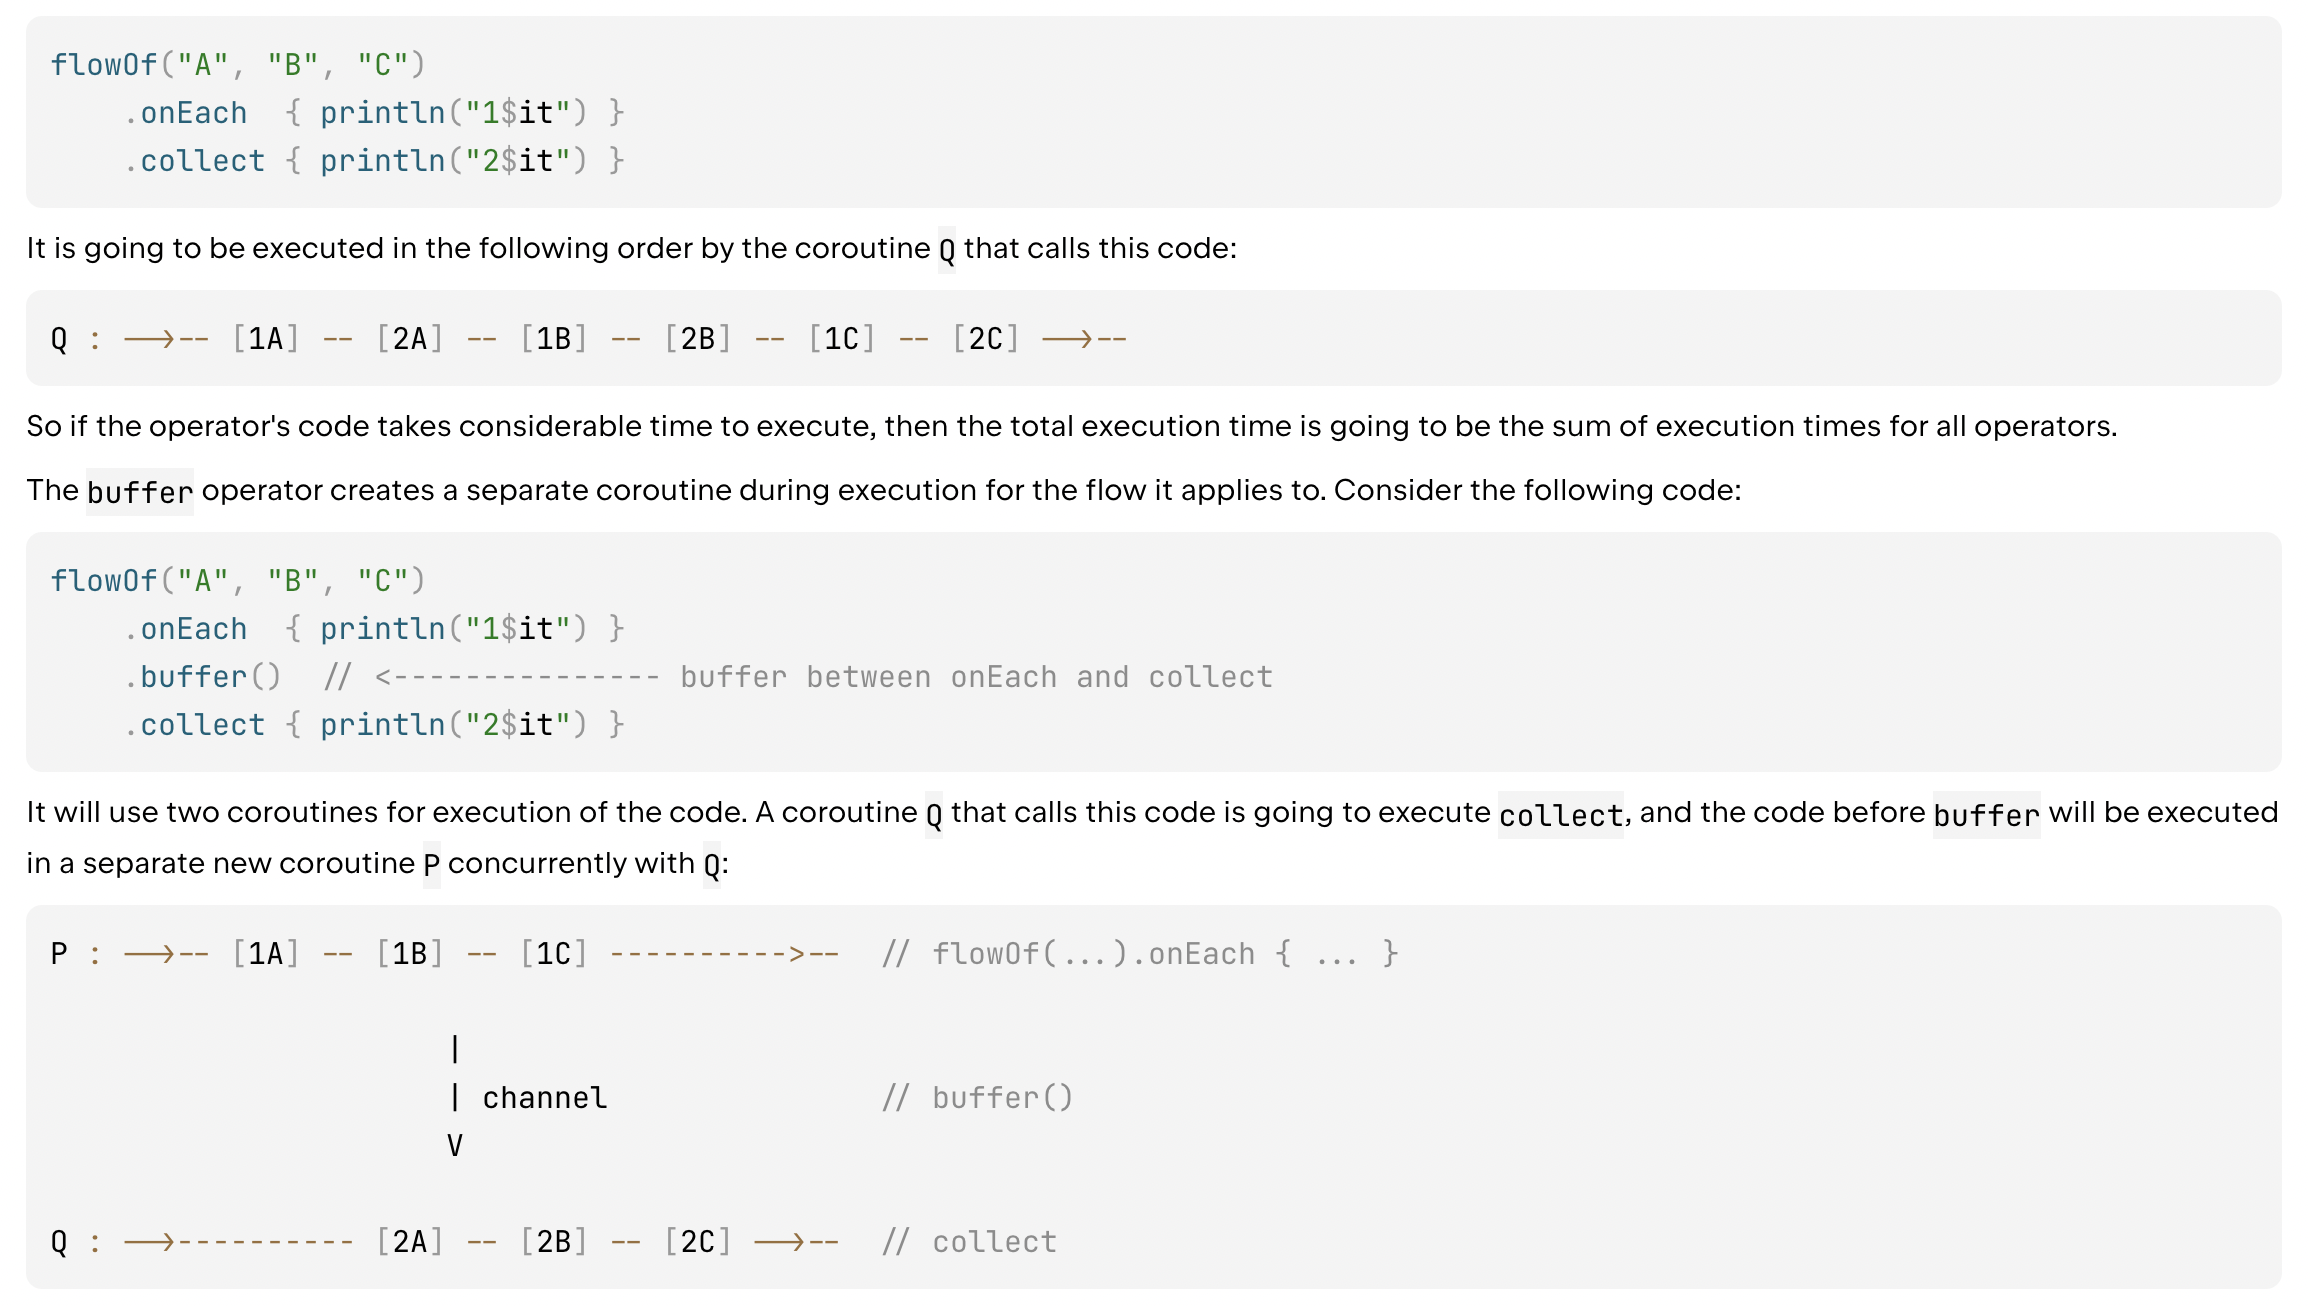 flowOf("A", "B", "C")
    .onEach  { println("1$it") }
    .collect { println("2$it") }
It is going to be executed in the following order by the coroutine Q that calls this code:
Q : -->-- [1A] -- [2A] -- [1B] -- [2B] -- [1C] -- [2C] -->--
So if the operator's code takes considerable time to execute, then the total execution time is going to be the sum of execution times for all operators.
The buffer operator creates a separate coroutine during execution for the flow it applies to. Consider the following code:
flowOf("A", "B", "C")
    .onEach  { println("1$it") }
    .buffer()  // <--------------- buffer between onEach and collect
    .collect { println("2$it") }
It will use two coroutines for execution of the code. A coroutine Q that calls this code is going to execute collect, and the code before buffer will be executed
in a separate new coroutine P concurrently with Q:
P : -->-- [1A] -- [1B] -- [1C] ---------->--  // flowOf(...).onEach { ... }
                      |
                      | channel               // buffer()
                      V
Q : -->---------- [2A] -- [2B] -- [2C] -->--  // collect